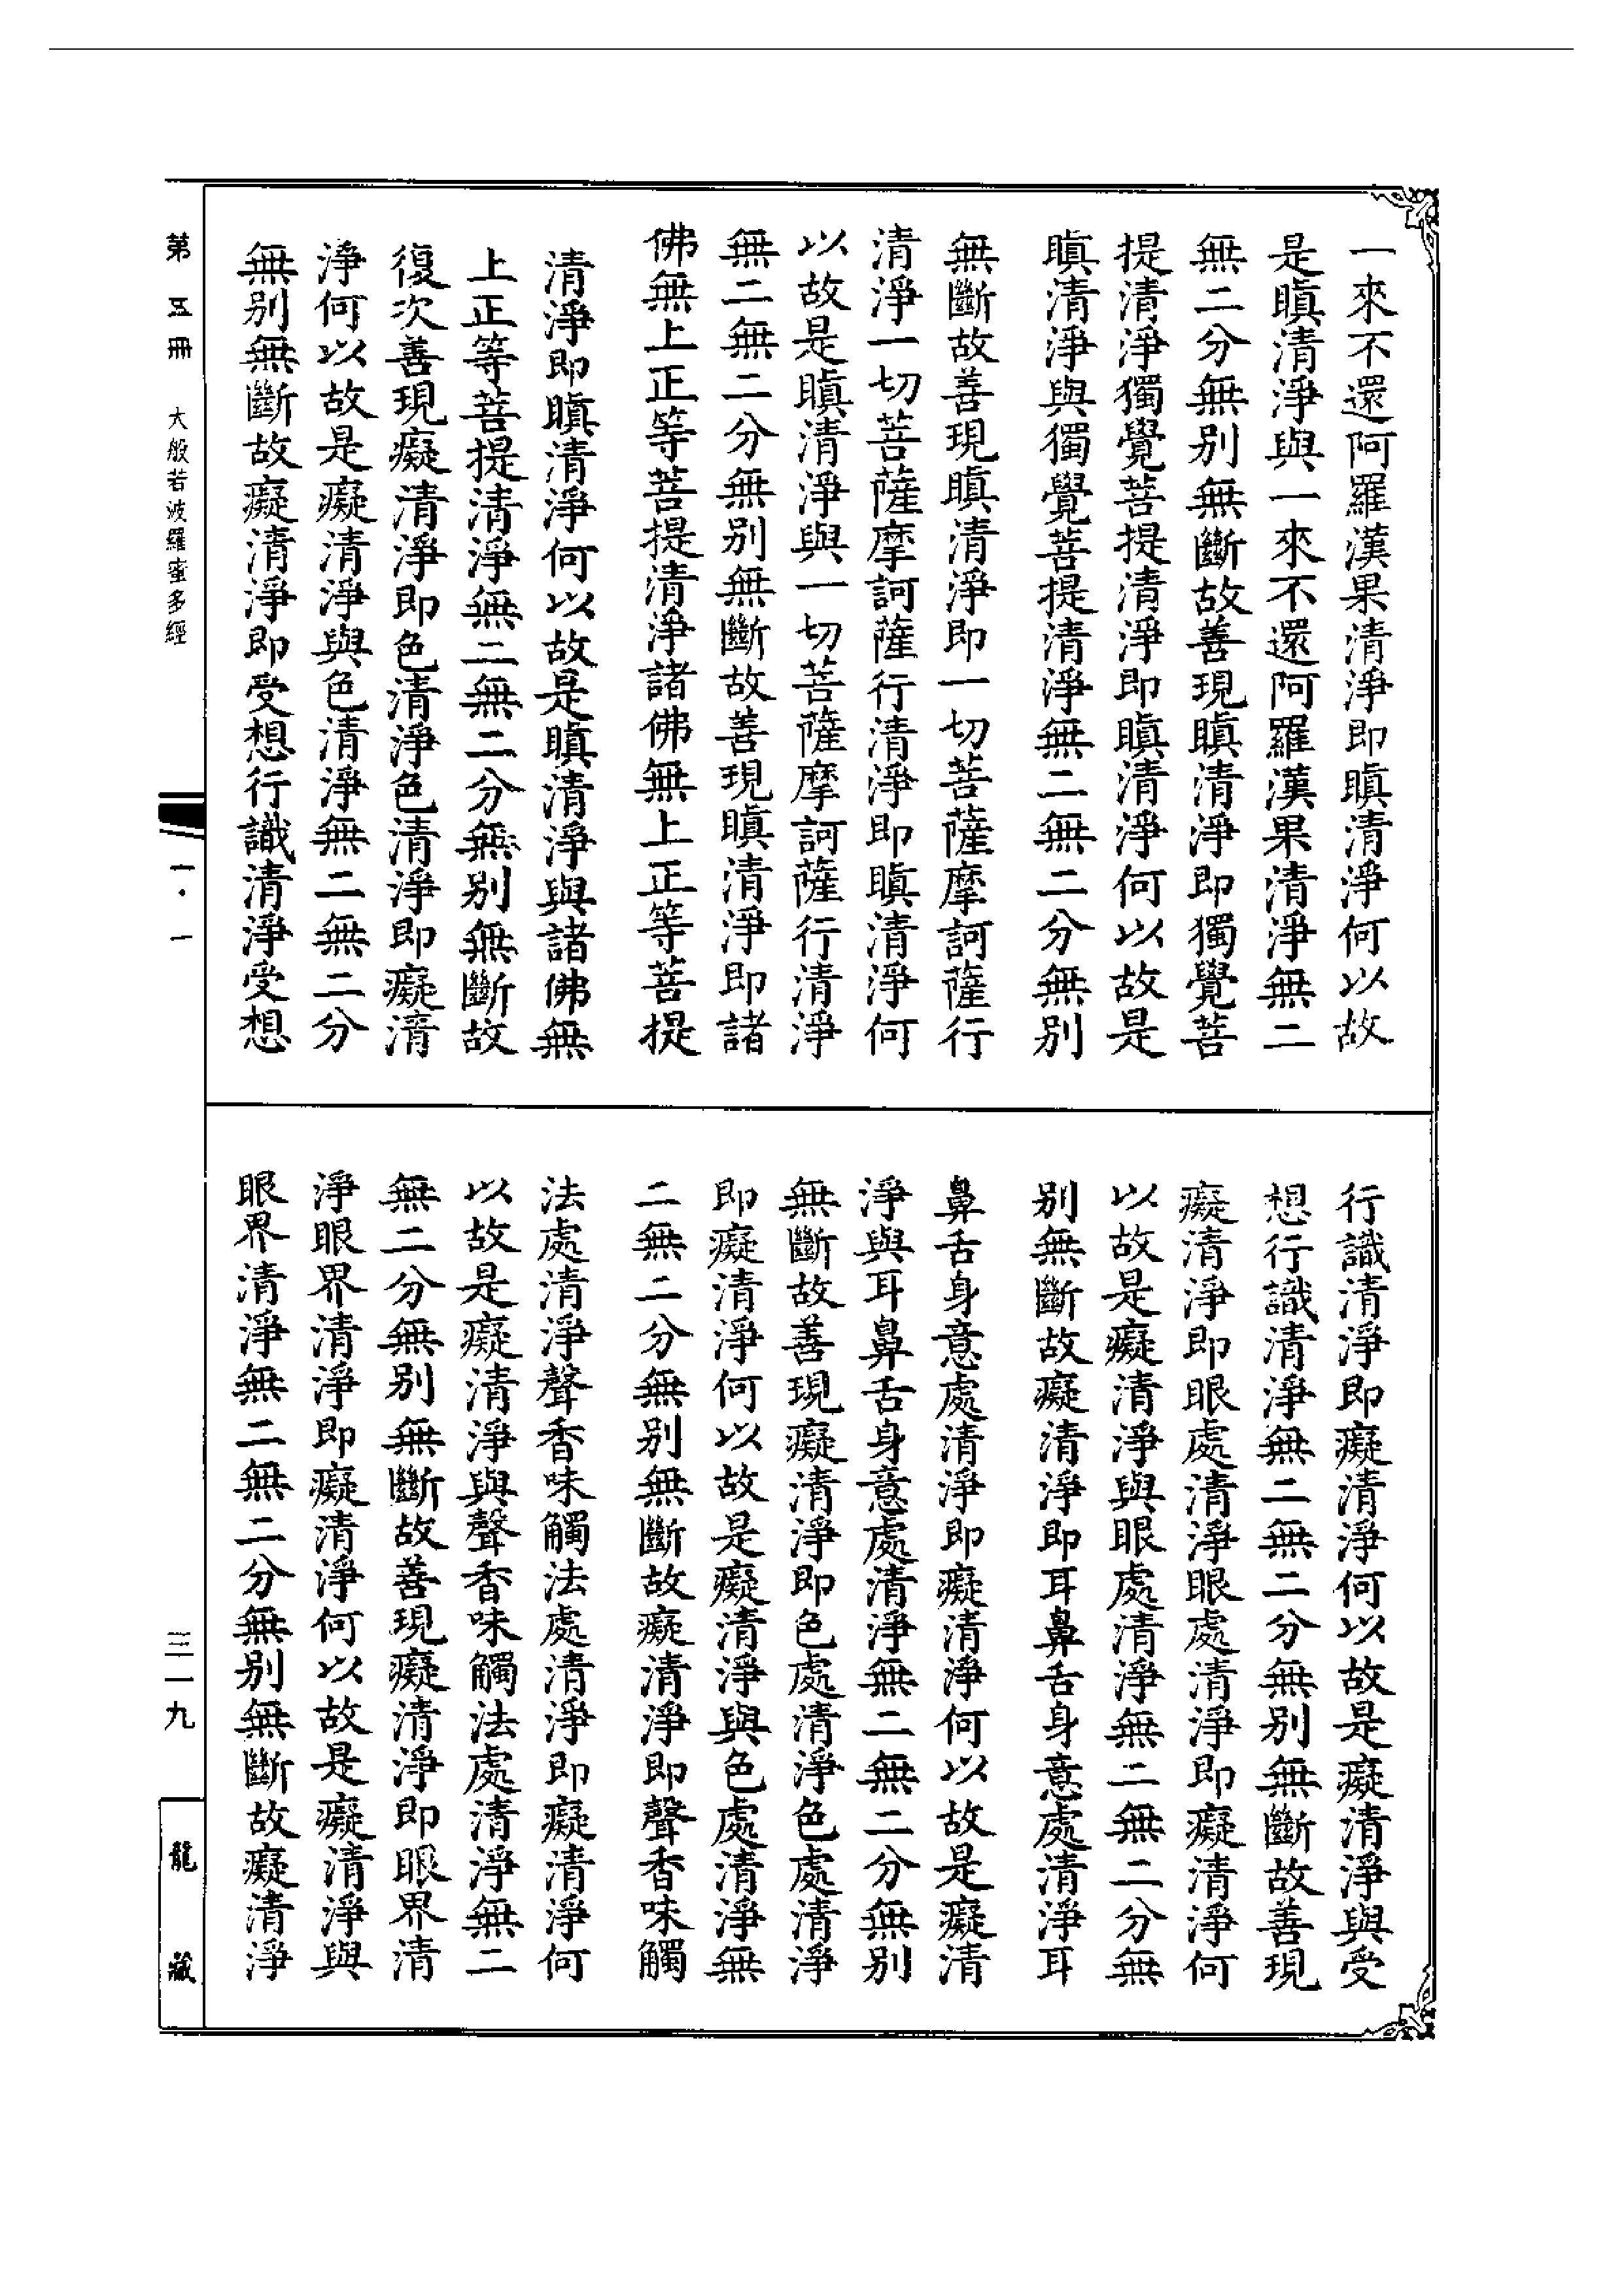 一來不還阿羅漢果清淨即瞋清淨何以故
是瞋清淨與一來不還阿羅漢果清淨無二
無二分無別無斷故善現瞋清淨即獨覺菩
提清淨獨覺菩提清淨即瞋清淨何以故是
瞋清淨與獨覺菩提清淨無二無二分無別
無斷故善現瞋清淨即一切菩薩摩訶薩行
清淨一切菩薩摩訶薩行清淨即瞋清淨何
以故是瞋清淨與一切菩薩摩訶薩行清淨
無二無二分無別無斷故善現瞋清淨即諸
佛無上正等菩提清淨諸佛無上正等菩提
清淨即瞋清淨何以故是瞋清淨與諸佛無
上正等菩提清淨無二無二分無別無斷故
復次善現癡清淨即色清淨色清淨即癡清
淨何以故是癡清淨與色清淨無二無二分
無別無斷故癡清淨即受想行識清淨受想
行識清淨即癡清淨何以故是癡清淨與受
想行識清淨無二無二分無別無斷故善現
癡清淨即眼處清淨眼處清淨即癡清淨何
以故是癡清淨與眼處清淨無二無二分無
別無斷故癡清淨即耳鼻舌身意處清淨耳
鼻舌身意處清淨即癡清淨何以故是癡清
淨與耳鼻舌身意處清淨無二無二分無別
無斷故善現癡清淨即色處清淨色處清淨
即癡清淨何以故是癡清淨與色處清淨無
二無二分無別無斷故癡清淨即聲香味觸
法處清淨聲香味觸法處清淨即癡清淨何
以故是癡清淨與聲香味觸法處清淨無二
無二分無別無斷故善現癡清淨即眼界清
淨眼界清淨即癡清淨何以故是癡清淨與
眼界清淨無二無二分無別無斷故癡清淨
第五冊 大般若波羅蜜多經
一·一
三一九
龍藏